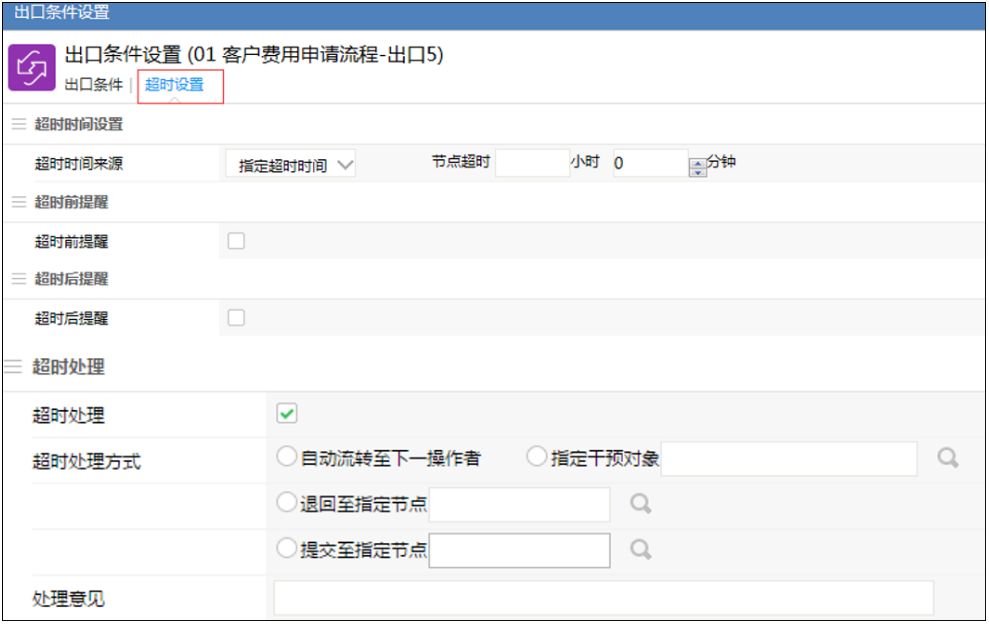 出口条件设置
出口条件设置 (01 客户费用申请流程-出口5)
出口条件 | 超时设置
超时时间设置
超时时间来源 指定超时时间 节点超时 小时 0 分钟
超时前提醒
超时前提醒
超时后提醒
超时后提醒
超时处理
超时处理
超时处理方式 自动流转至下一操作者 指定干预对象
退回至指定节点
提交至指定节点
处理意见